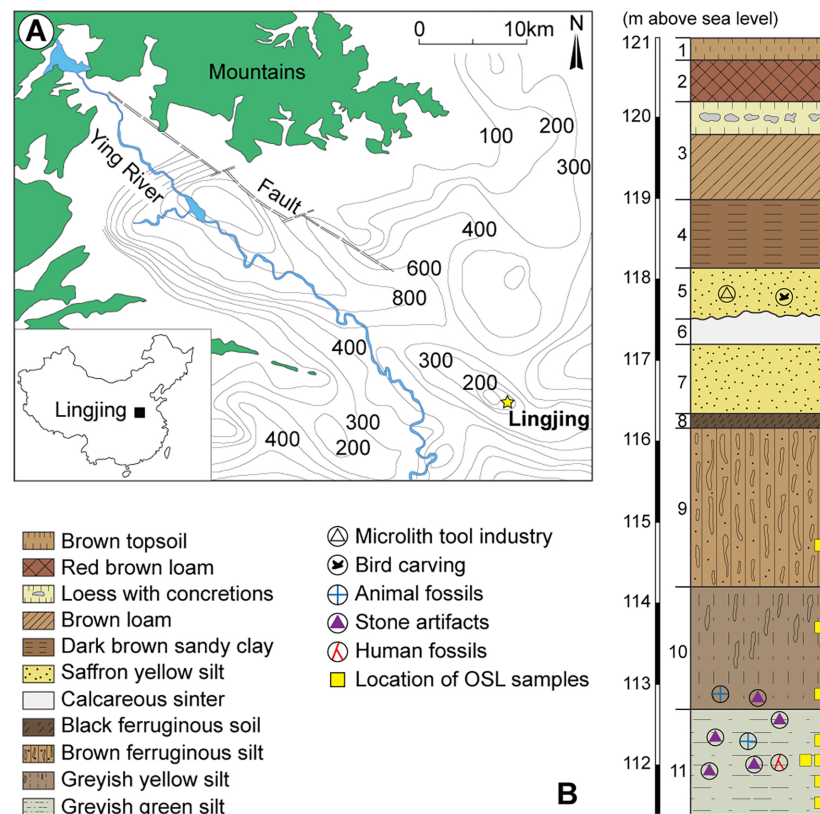 A
0 10km
N
Mountains
Ying River
Fault
100
200
300
400
600
800
400
300
200
Lingjing
300
400
200
Lingjing
(m above sea level)
121
1
2
120
3
119
4
118
5
6
117
7
8
116
9
115
114
10
113
112
11
Brown topsoil
Red brown loam
Loess with concretions
Brown loam
Dark brown sandy clay
Saffron yellow silt
Calcareous sinter
Black ferruginous soil
Brown ferruginous silt
Greyish yellow silt
Greyish green silt
Microlith tool industry
Bird carving
Animal fossils
Stone artifacts
Human fossils
Location of OSL samples
B